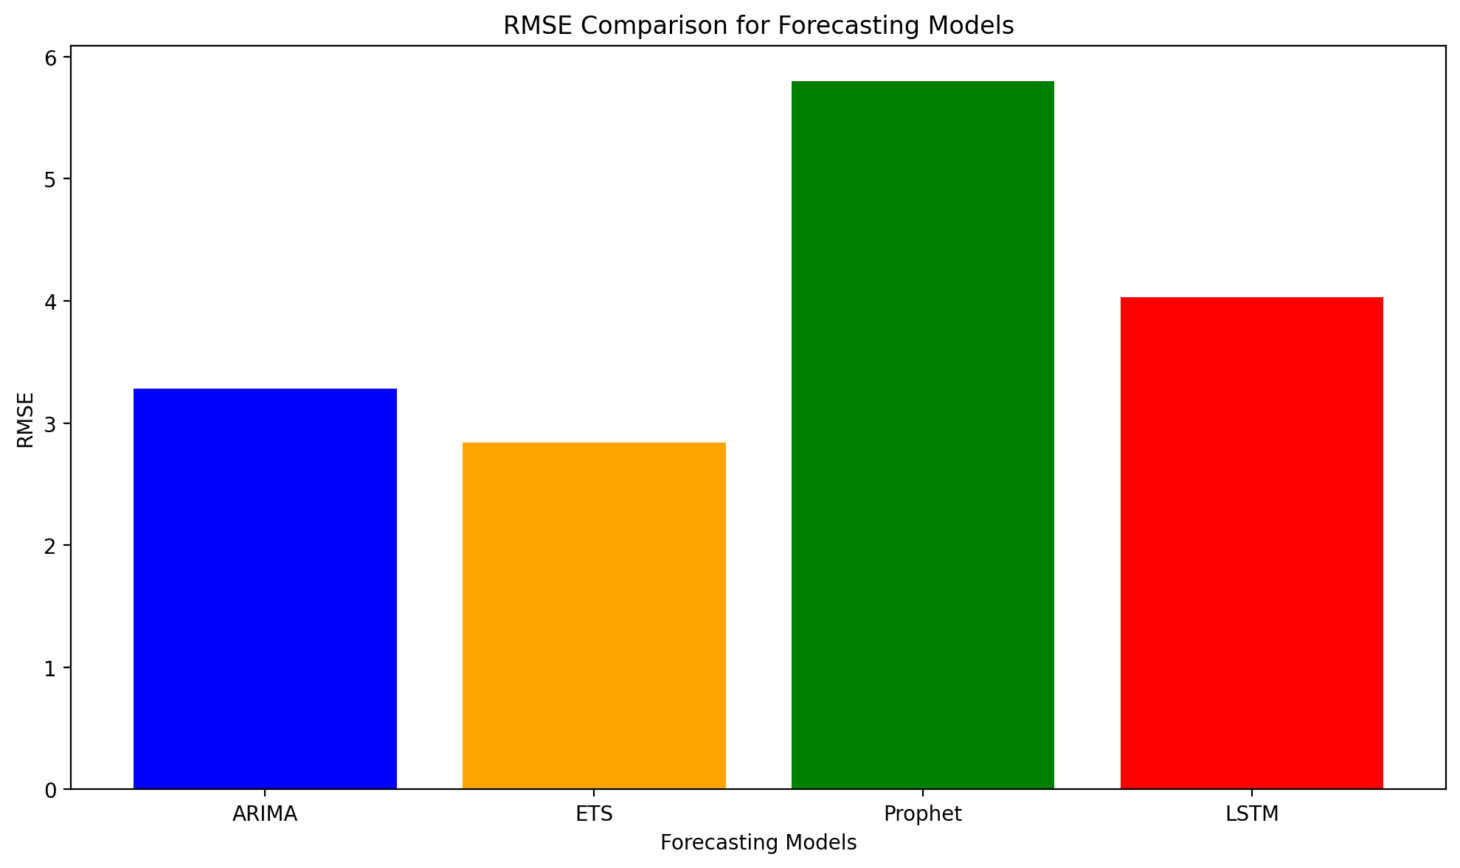 RMSE Comparison for Forecasting Models
6
5
4
3
2
1
0
RMSE
ARIMA
ETS
Prophet
LSTM
Forecasting Models